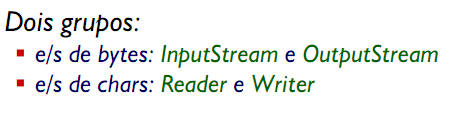 Dois grupos:
▪ e/s de bytes: InputStream e OutputStream
▪ e/s de chars: Reader e Writer